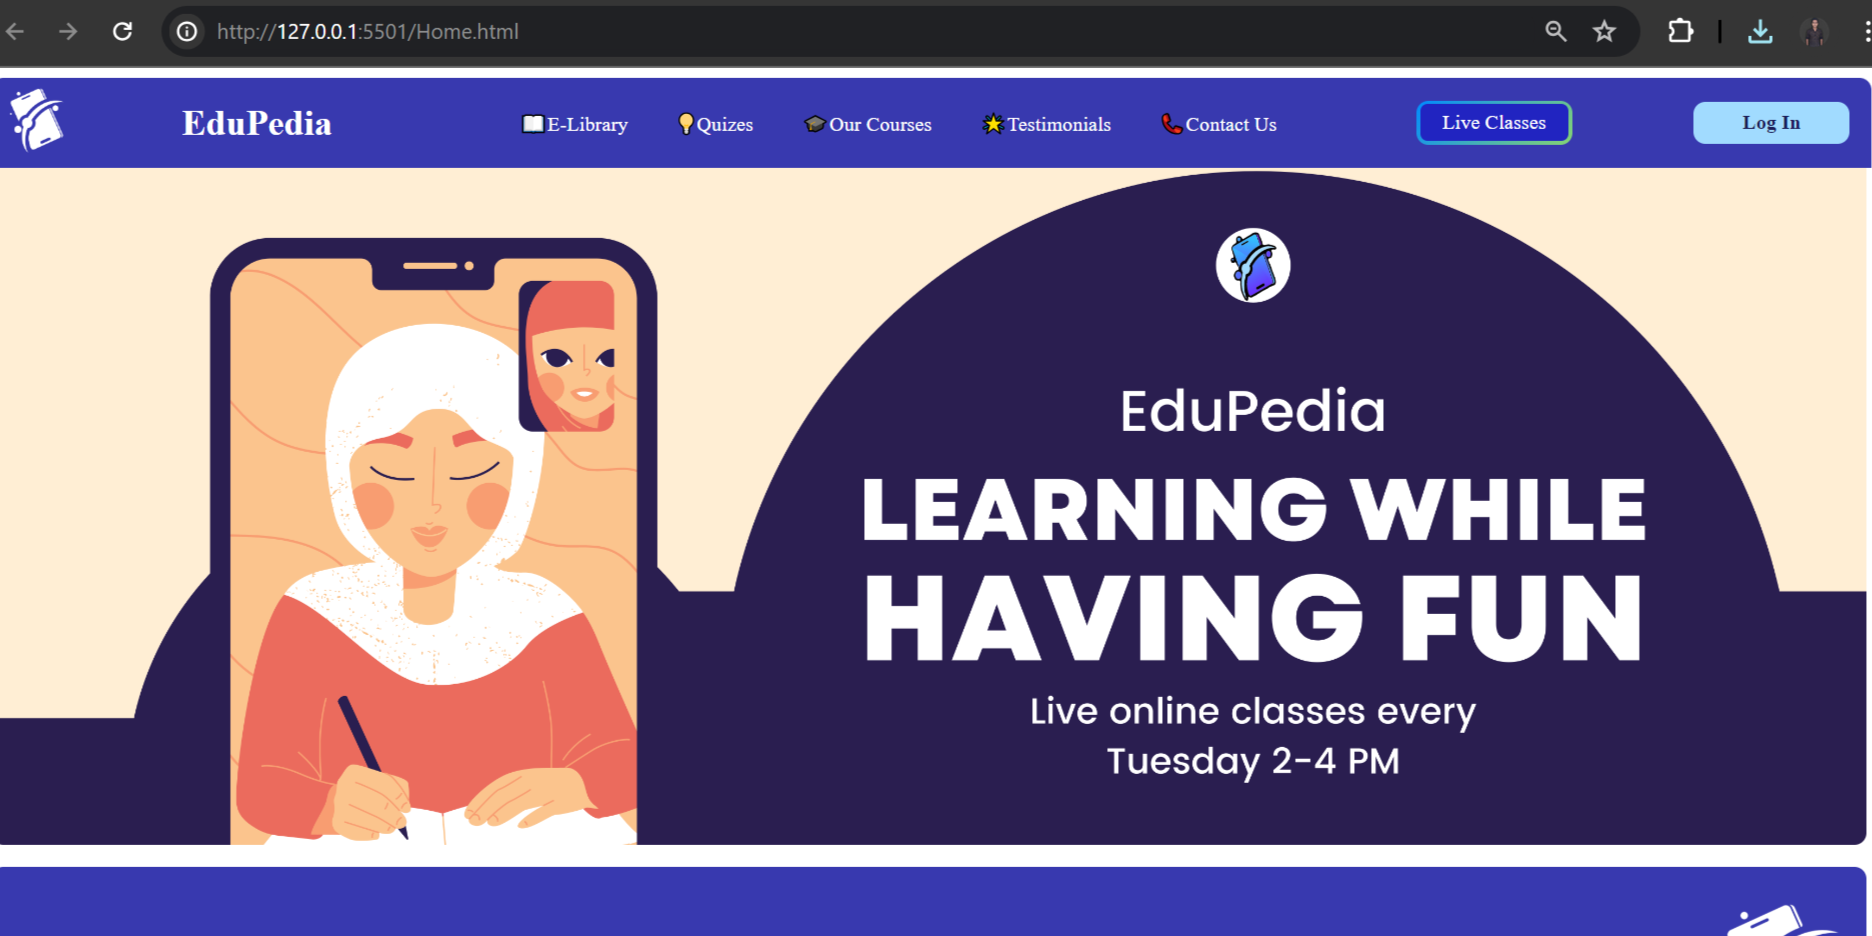 http://127.0.0.1:5501/Home.html
EduPedia
📖E-Library
💡Quizes
🎓Our Courses
🌟Testimonials
📞Contact Us
Live Classes
Log In
EduPedia
LEARNING WHILE
HAVING FUN
Live online classes every
Tuesday 2-4 PM